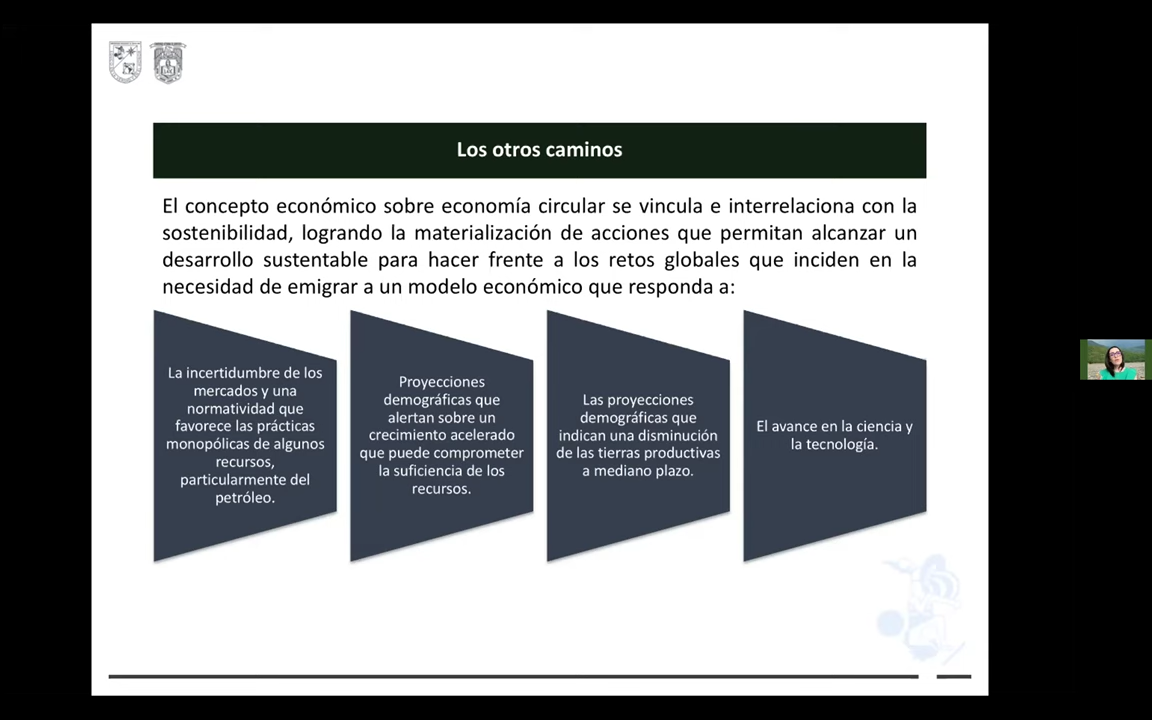 Los otros caminos
El concepto económico sobre economía circular se vincula e interrelaciona con la
sostenibilidad, logrando la materialización de acciones que permitan alcanzar un
desarrollo sustentable para hacer frente a los retos globales que inciden en la
necesidad de emigrar a un modelo económico que responda a:
La incertidumbre de los
mercados y una
normatividad que
favorece las prácticas
monopólicas de algunos
recursos,
particularmente del
petróleo.
Proyecciones
demográficas que
alertan sobre un
crecimiento acelerado
que puede comprometer
la suficiencia de los
recursos.
Las proyecciones
demográficas que
indican una disminución
de las tierras productivas
a mediano plazo.
El avance en la ciencia y
la tecnología.